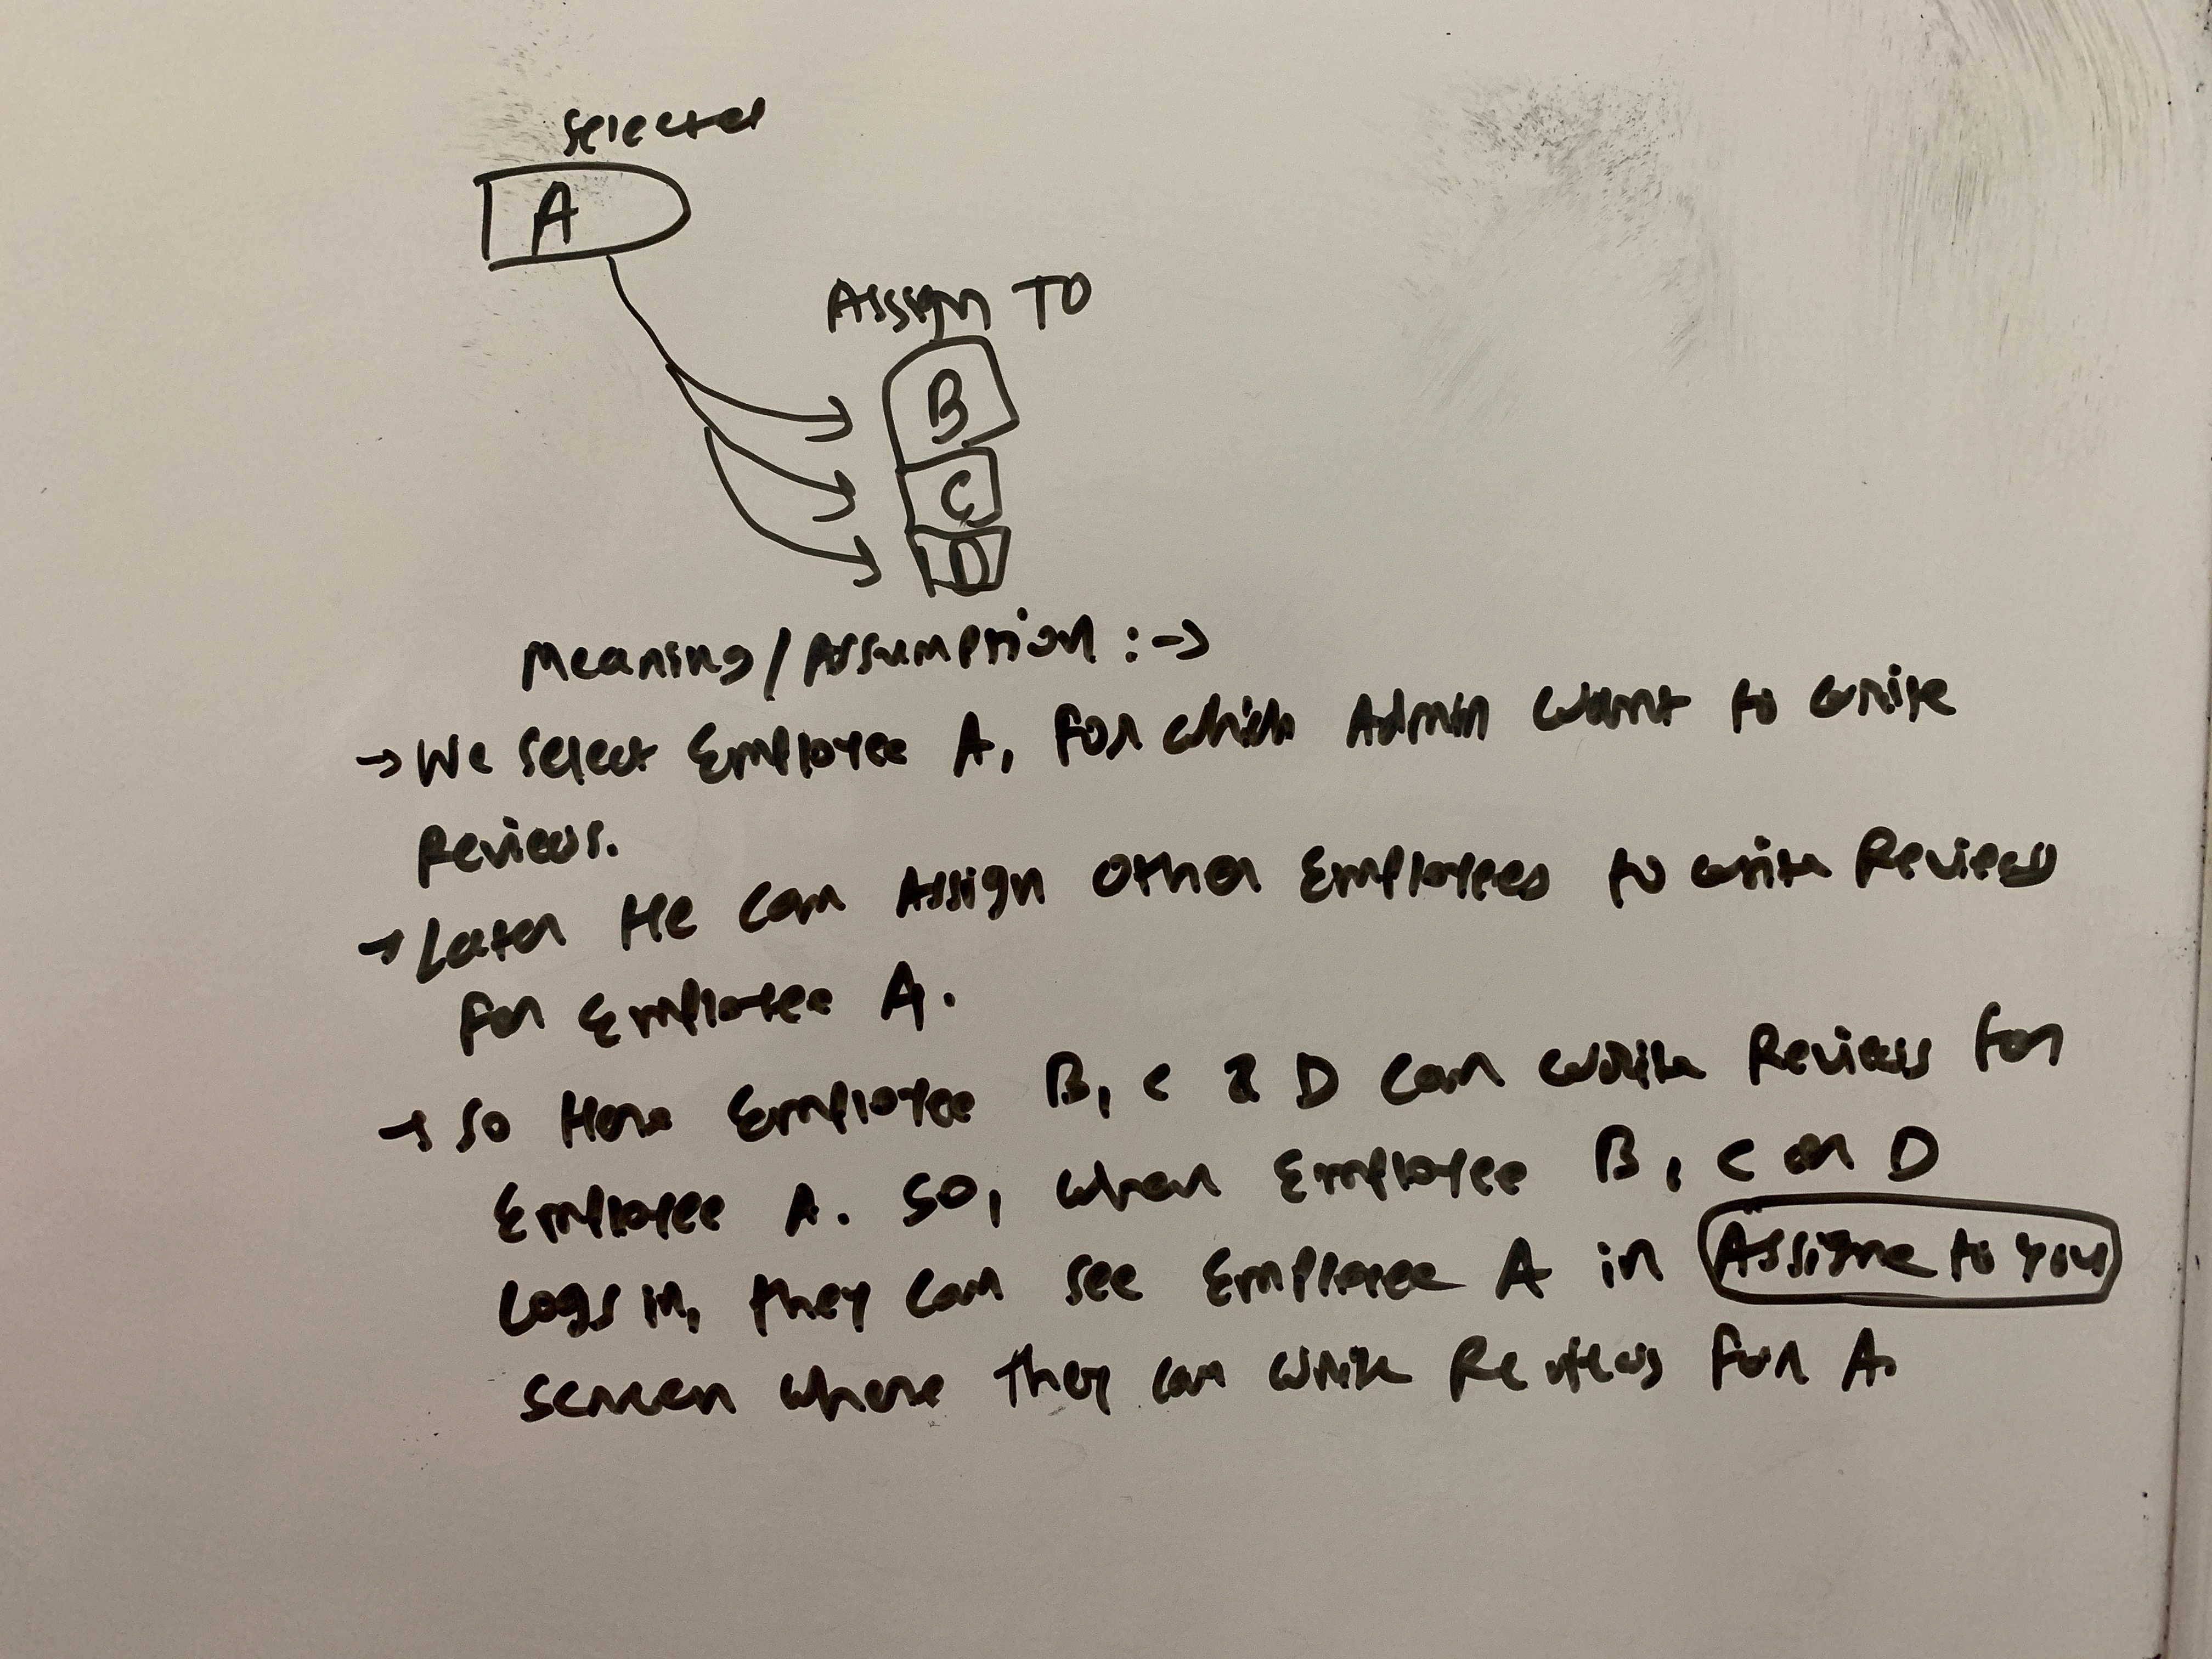 Selected
A
Assign To
B
C
D
Meaning/Assumption :→
→ We select Employee A, for which Admin want to write
Reviews.
→ Later He can Assign other Employees to write Reviews
for Employee A.
→ So Here Employee B, C & D can write Reviews for
Employee A. So, when Employee B, C or D
Logs in, they can see Employee A in Assigne to you
screen where they can write Reviews for A.